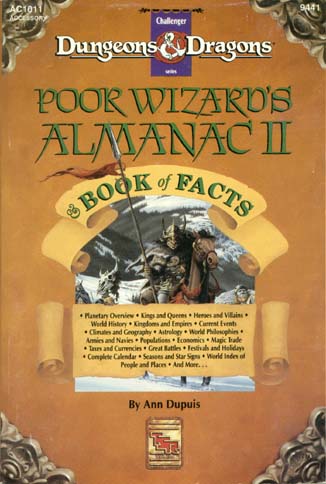 AC1011
ACCESSORY
9441
Challenger
Dungeons & Dragons
series
POOR WIZARD'S
ALMANAC II
& BOOK of FACTS
• Planetary Overview • Kings and Queens • Heroes and Villains •
World History • Kingdoms and Empires • Current Events
• Climates and Geography • Astrology • World Philosophies •
Armies and Navies • Populations • Economics • Magic Trade
• Taxes and Currencies • Great Battles • Festivals and Holidays
• Complete Calendar • Seasons and Star Signs • World Index of
People and Places • And More. . .
By Ann Dupuis
TSR